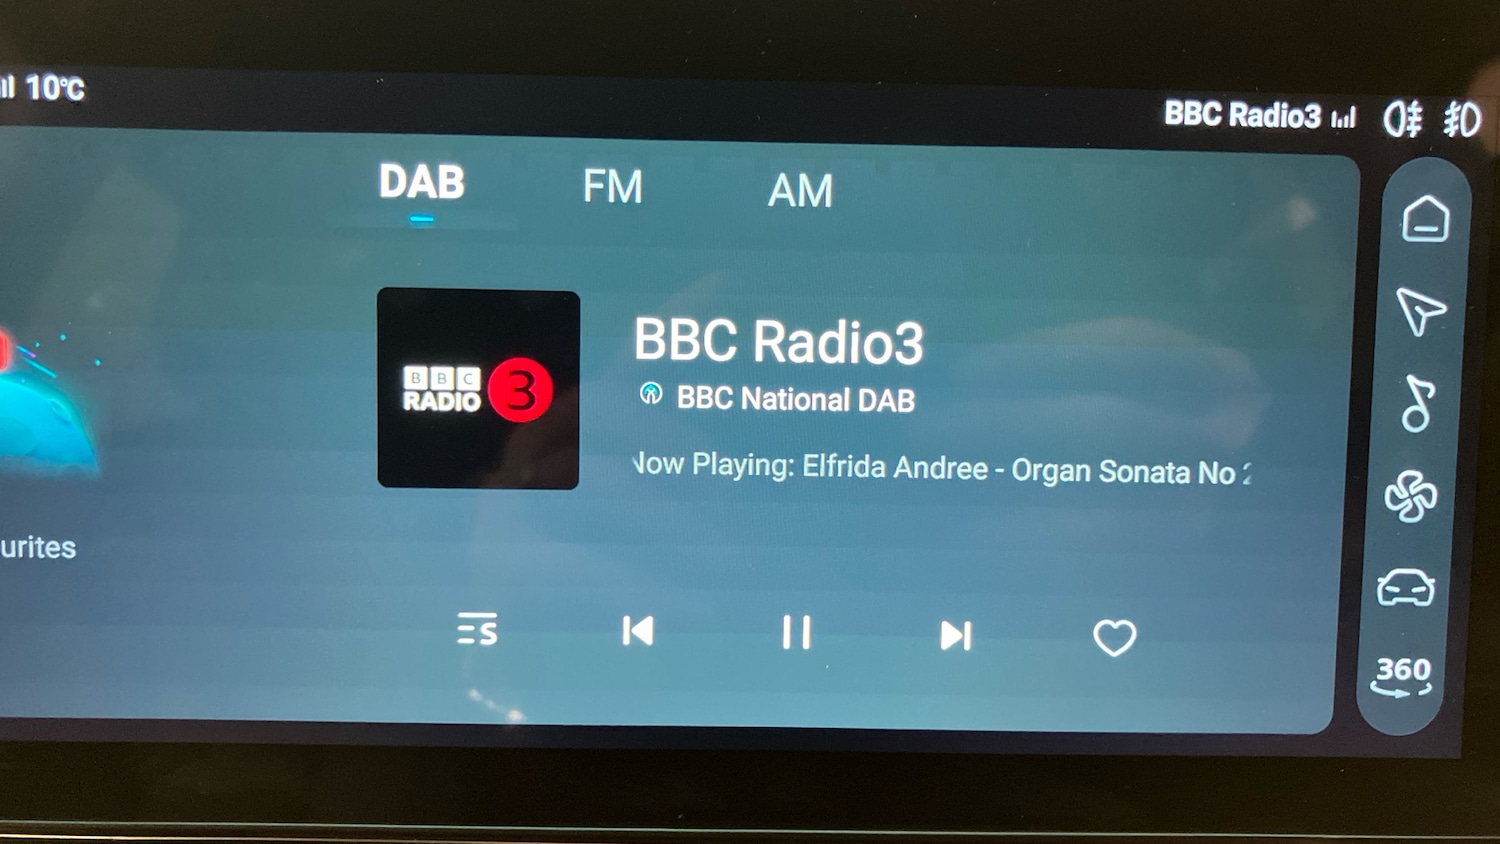 10°C
BBC Radio3
DAB FM AM
BBC
RADIO 3
BBC Radio3
BBC National DAB
Now Playing: Elfrida Andree - Organ Sonata No 2
urites
360